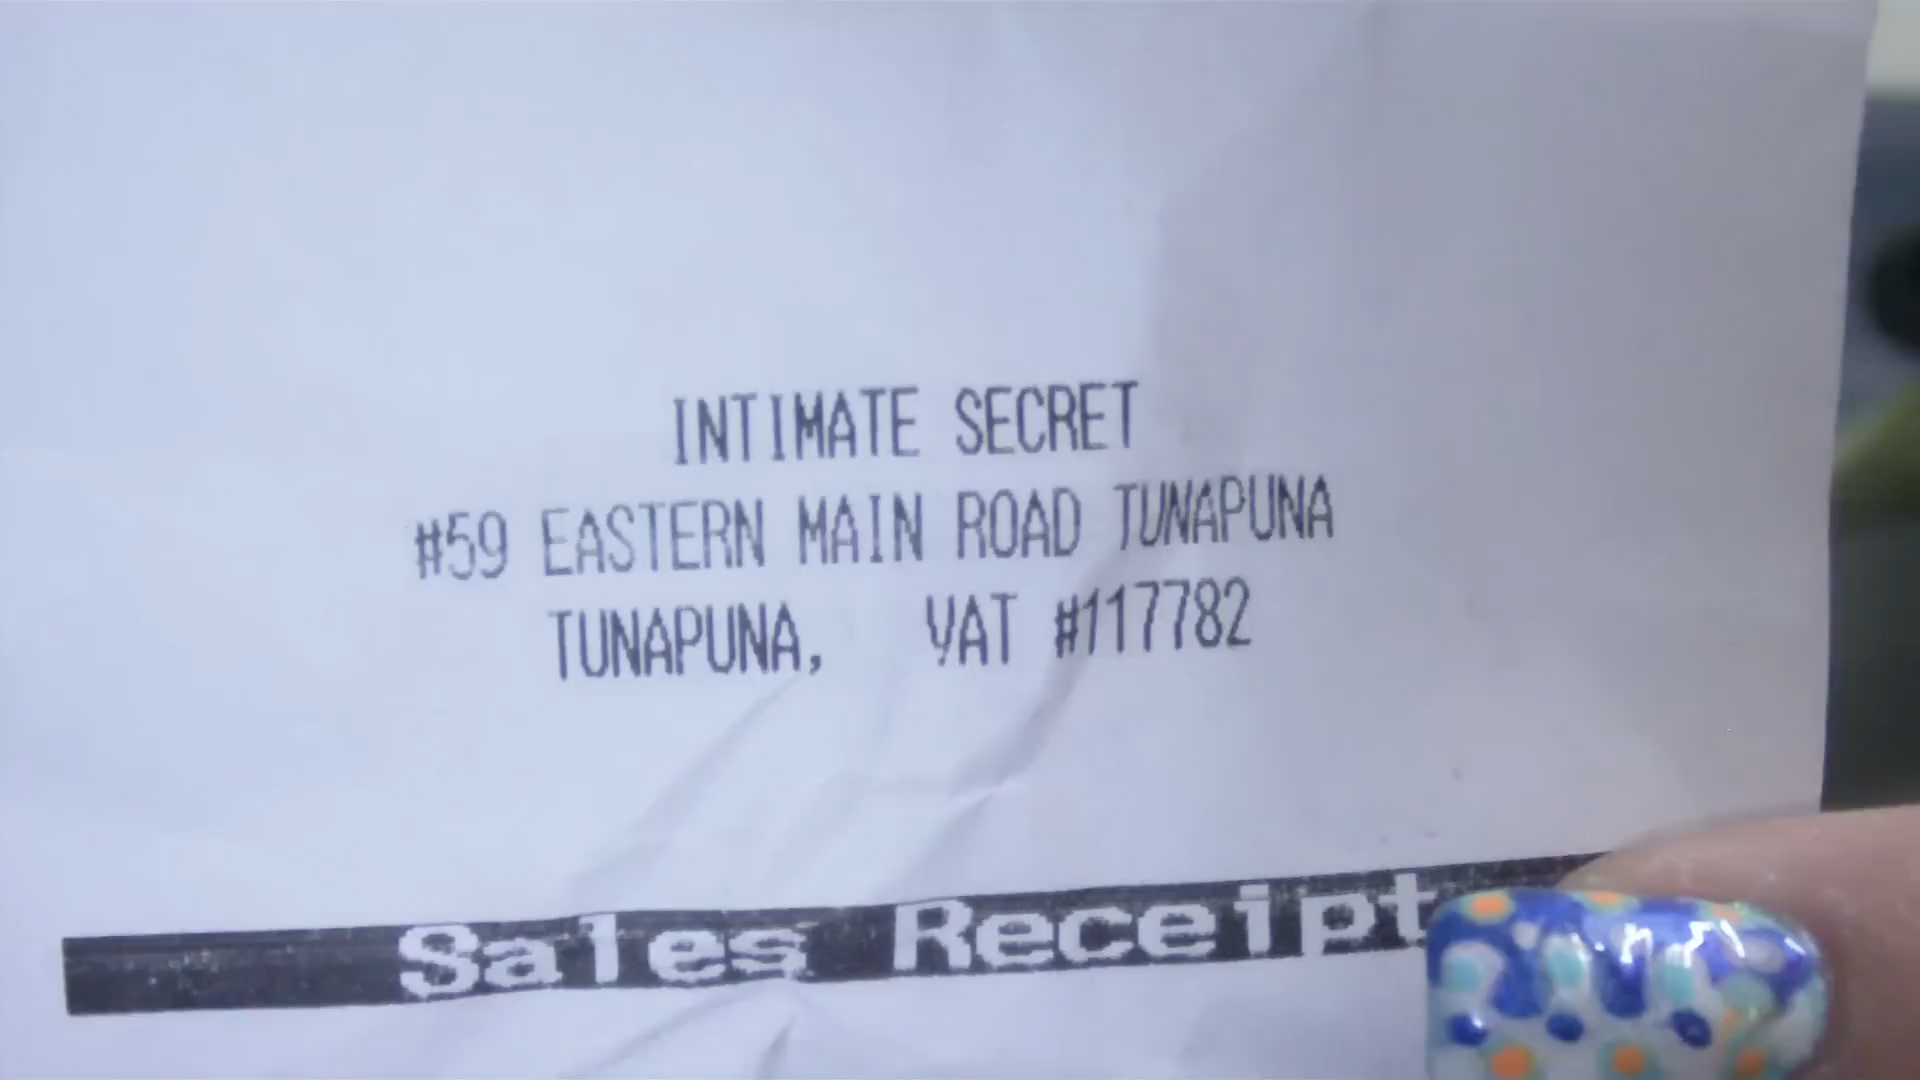 INTIMATE SECRET
#59 EASTERN MAIN ROAD TUNAPUNA
TUNAPUNA, VAT #117782
Sales Receipt